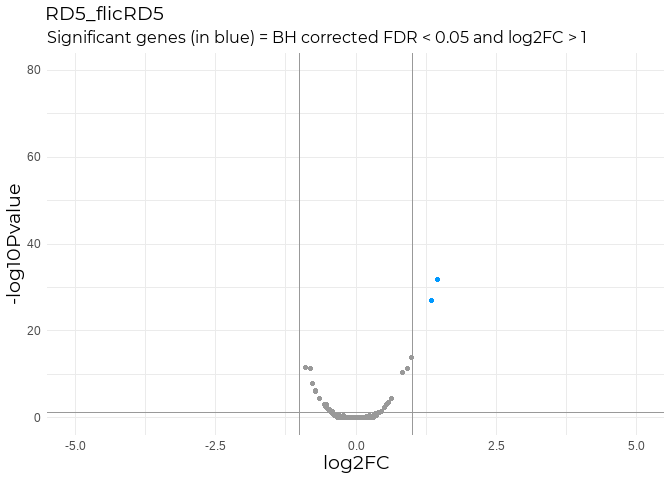 RD5_flicRD5
Significant genes (in blue) = BH corrected FDR < 0.05 and log2FC > 1
80
60
40
20
0
-log10Pvalue
-5.0 -2.5 0.0 2.5 5.0
log2FC